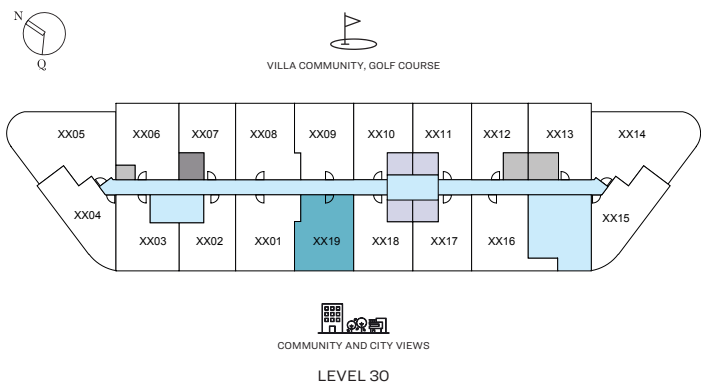 N
Q
VILLA COMMUNITY, GOLF COURSE
XX05 XX06 XX07 XX08 XX09 XX10 XX11 XX12 XX13 XX14
XX04 XX03 XX02 XX01 XX19 XX18 XX17 XX16 XX15
COMMUNITY AND CITY VIEWS
LEVEL 30